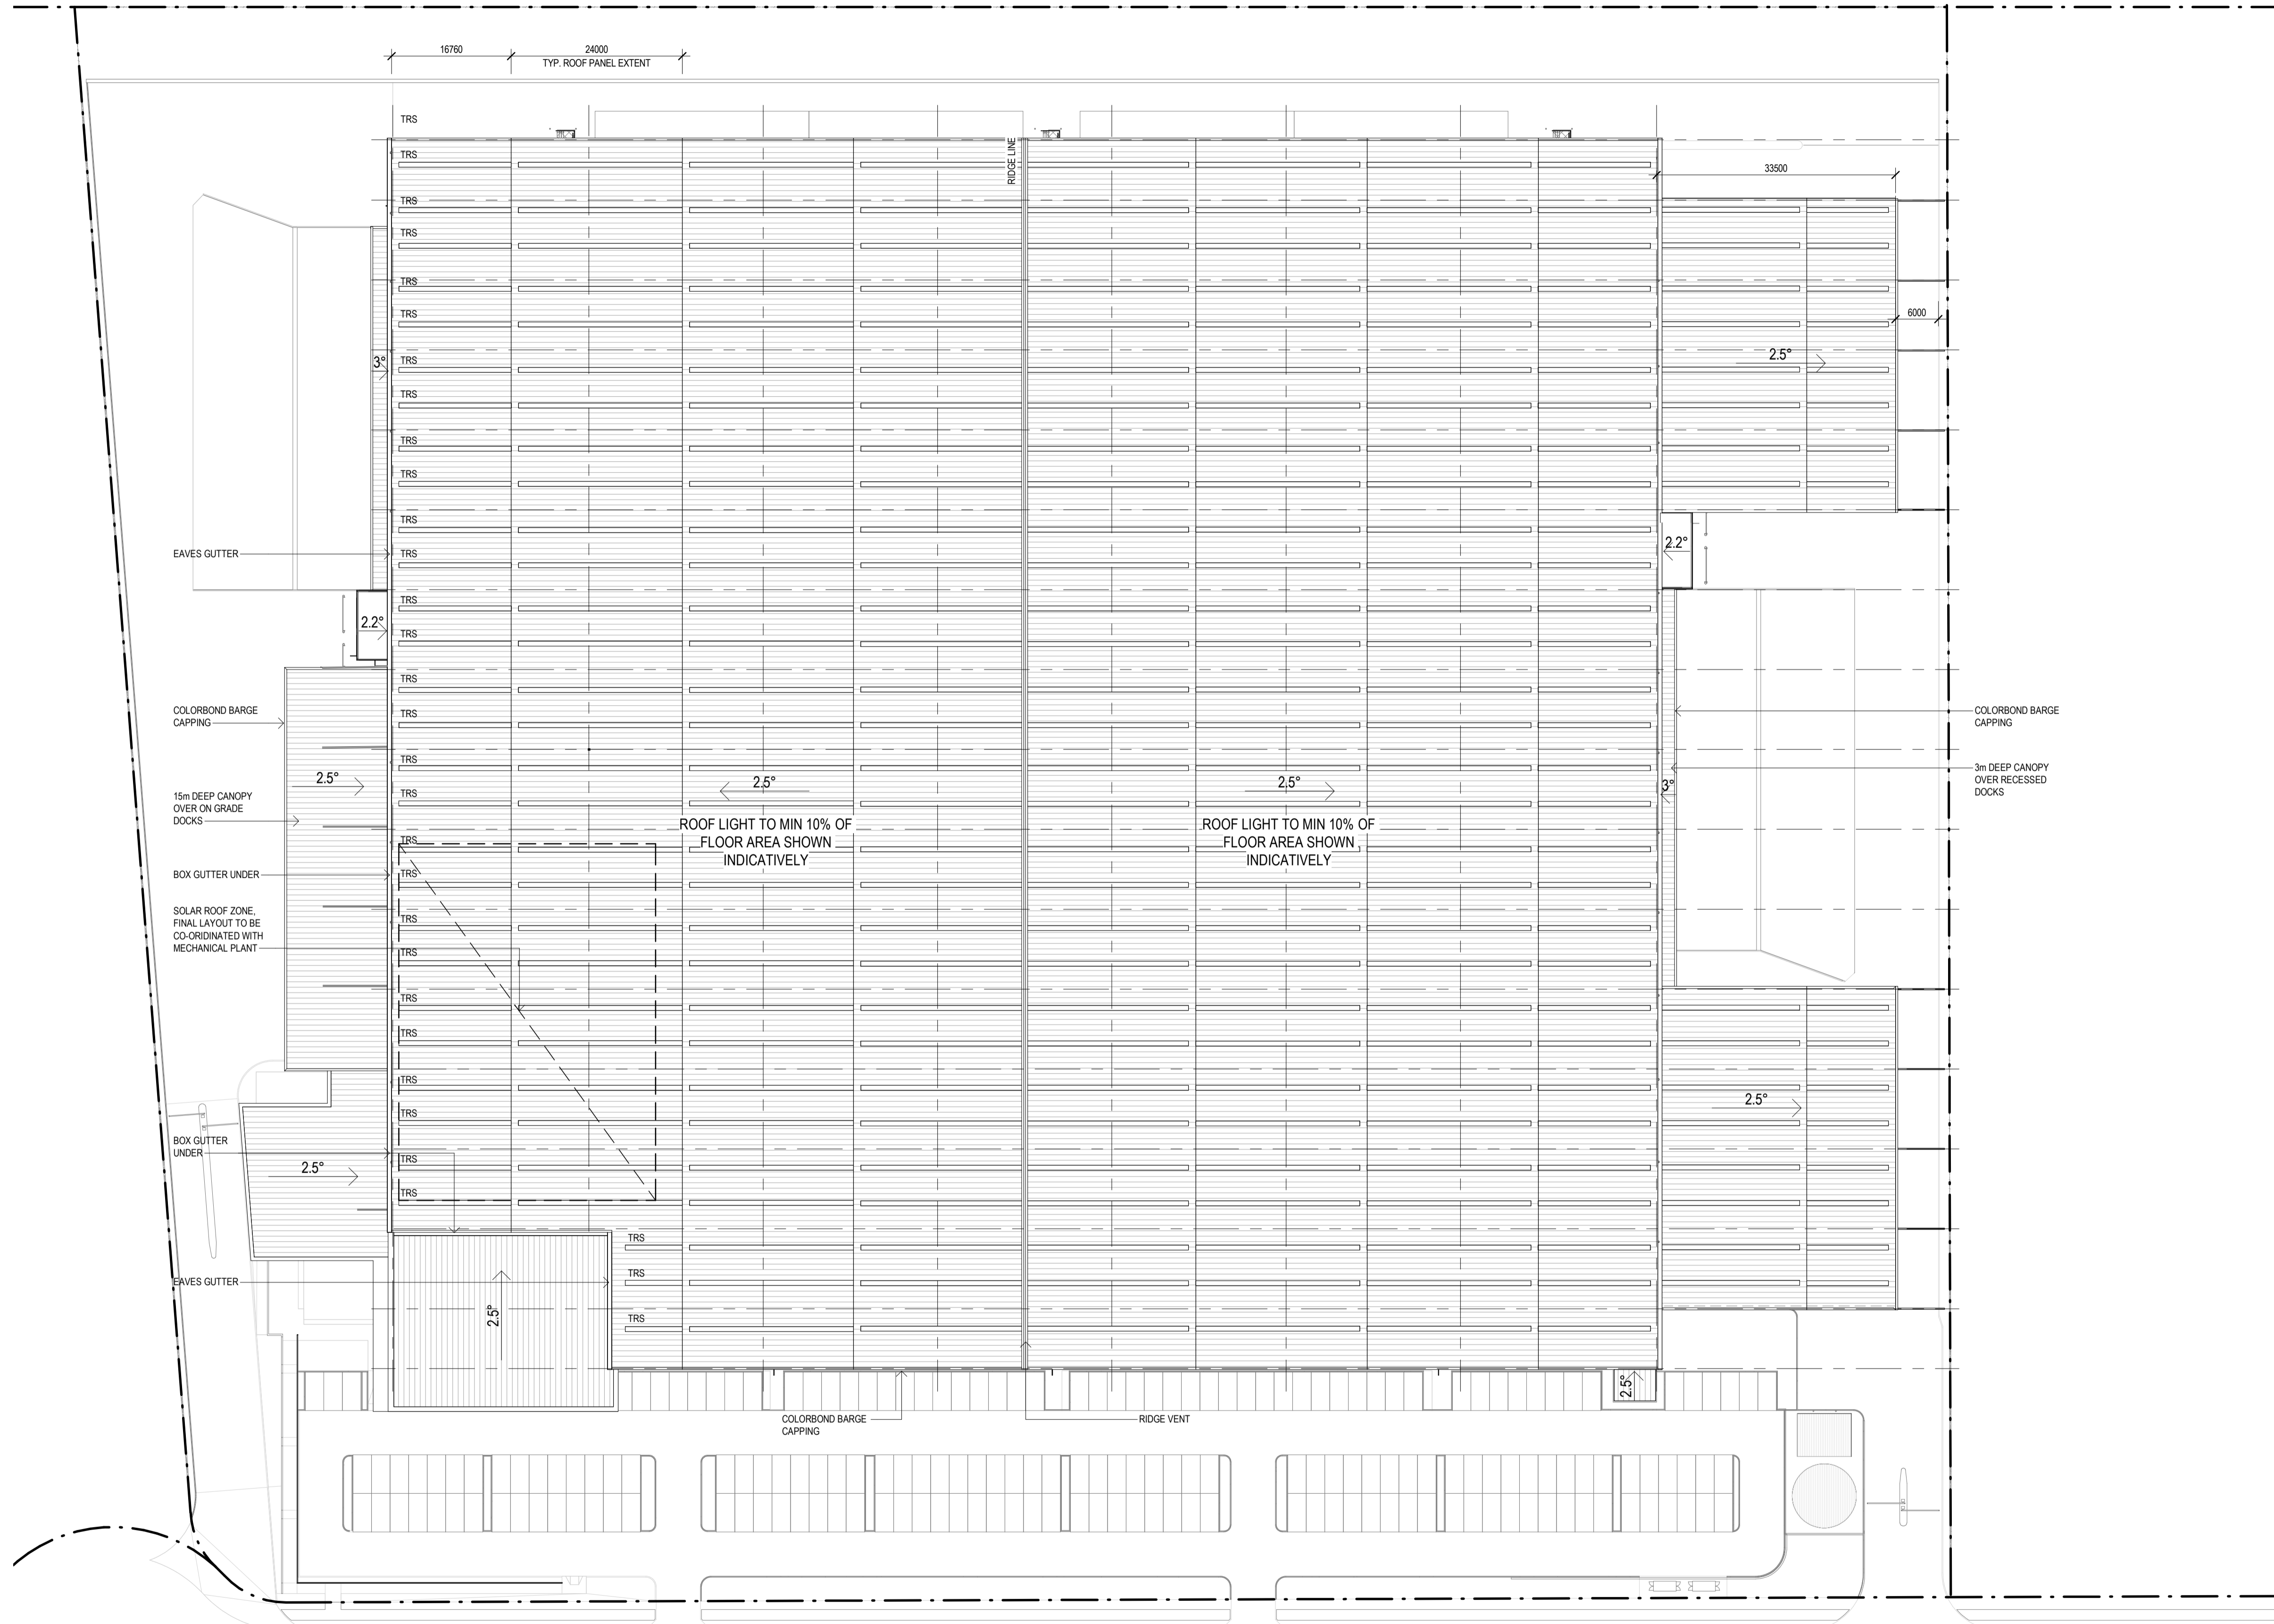 16760
24000
TYP. ROOF PANEL EXTENT
TRS
RIDGE LINE
TRS
33500
TRS
TRS
TRS
TRS
6000
TRS
3°
2.5°
TRS
TRS
TRS
TRS
EAVES GUTTER
TRS
2.2°
TRS
2.2°
TRS
TRS
COLORBOND BARGE
CAPPING
TRS
COLORBOND BARGE
CAPPING
TRS
15m DEEP CANOPY
OVER ON GRADE
DOCKS
2.5°
TRS
2.5°
2.5°
3°
3m DEEP CANOPY
OVER RECESSED
DOCKS
ROOF LIGHT TO MIN 10% OF
FLOOR AREA SHOWN
INDICATIVELY
ROOF LIGHT TO MIN 10% OF
FLOOR AREA SHOWN
INDICATIVELY
TRS
BOX GUTTER UNDER
TRS
SOLAR ROOF ZONE,
FINAL LAYOUT TO BE
CO-ORIDINATED WITH
MECHANICAL PLANT
TRS
TRS
TRS
TRS
TRS
2.5°
TRS
BOX GUTTER
UNDER
TRS
2.5°
TRS
TRS
EAVES GUTTER
TRS
2.5°
TRS
2.5°
COLORBOND BARGE
CAPPING
RIDGE VENT